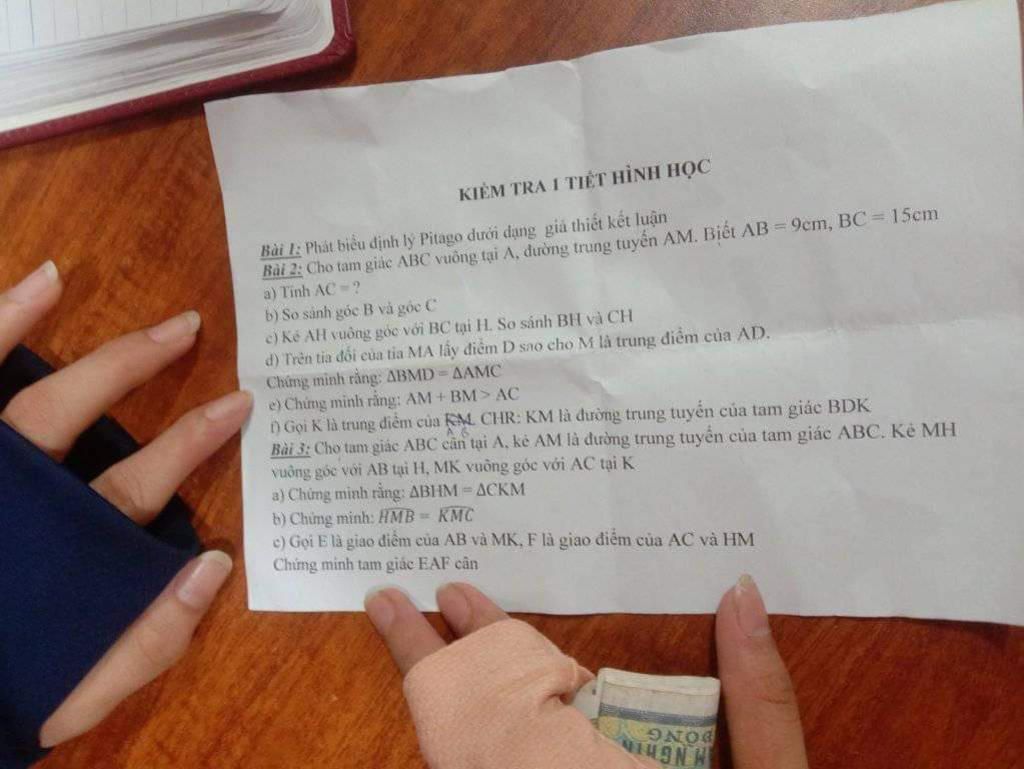 KIỂM TRA 1 TIẾT HÌNH HỌC
Bài 1: Phát biểu định lý Pitago dưới dạng giả thiết kết luận
Bài 2: Cho tam giác ABC vuông tại A, đường trung tuyến AM. Biết AB = 9cm, BC = 15cm
a) Tính AC = ?
b) So sánh góc B và góc C
c) Kẻ AH vuông góc với BC tại H. So sánh BH và CH
d) Trên tia đối của tia MA lấy điểm D sao cho M là trung điểm của AD.
Chứng minh rằng: ΔBMD = ΔAMC
e) Chứng minh rằng: AM + BM > AC
f) Gọi K là trung điểm của KM. CHR: KM là đường trung tuyến của tam giác BDK
A B
Bài 3: Cho tam giác ABC cân tại A, kẻ AM là đường trung tuyến của tam giác ABC. Kẻ MH
vuông góc với AB tại H, MK vuông góc với AC tại K
a) Chứng minh rằng: ΔBHM = ΔCKM
b) Chứng minh: HMB = KMC
c) Gọi E là giao điểm của AB và MK, F là giao điểm của AC và HM
Chứng minh tam giác EAF cân
ĐỒNG